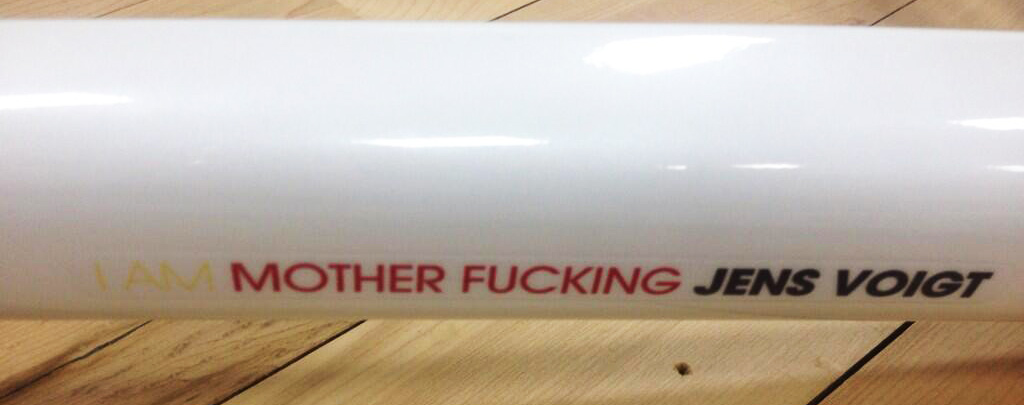 I AM MOTHER FUCKING JENS VOIGT